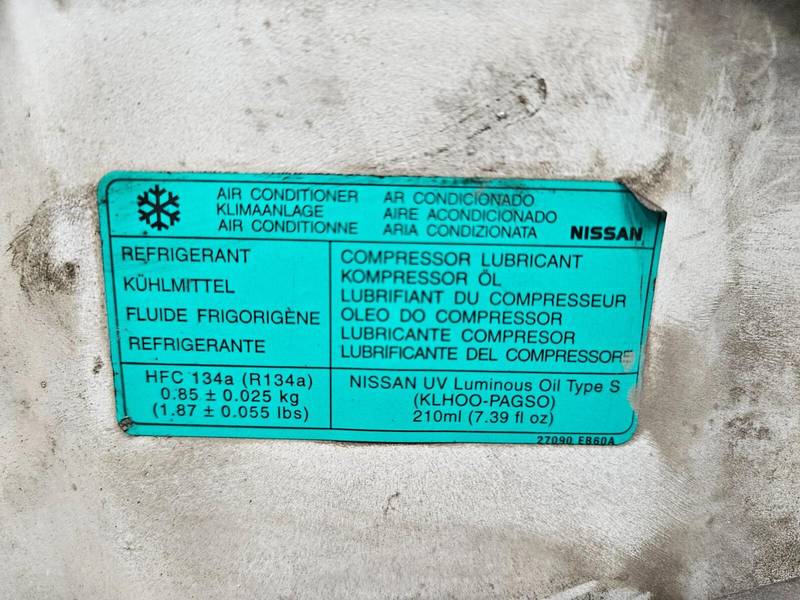 AIR CONDITIONER AR CONDICIONADO
KLIMAANLAGE AIRE ACONDICIONADO
AIR CONDITIONNE ARIA CONDIZIONATA NISSAN
REFRIGERANT
KÜHLMITTEL
FLUIDE FRIGORIGÈNE
REFRIGERANTE
COMPRESSOR LUBRICANT
KOMPRESSOR ÖL
LUBRIFIANT DU COMPRESSEUR
OLEO DO COMPRESSOR
LUBRICANTE COMPRESOR
LUBRIFICANTE DEL COMPRESSORE
HFC 134a (R134a)
0.85 ± 0.025 kg
(1.87 ± 0.055 lbs)
NISSAN UV Luminous Oil Type S
(KLHOO-PAGSO)
210ml (7.39 fl oz)
27090 EB60A